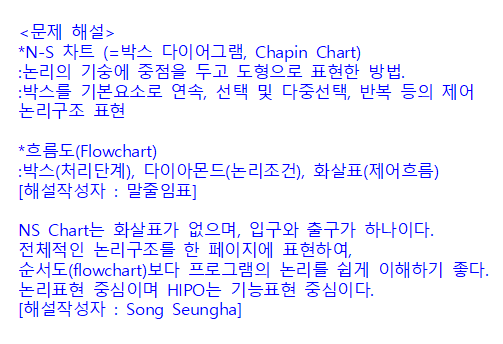 <문제 해설>
*N-S 차트 (=박스 다이어그램, Chapin Chart)
:논리의 기숭에 중점을 두고 도형으로 표현한 방법.
:박스를 기본요소로 연속, 선택 및 다중선택, 반복 등의 제어
논리구조 표현
*흐름도(Flowchart)
:박스(처리단계), 다이아몬드(논리조건), 화살표(제어흐름)
[해설작성자 : 말줄임표]
NS Chart는 화살표가 없으며, 입구와 출구가 하나이다.
전체적인 논리구조를 한 페이지에 표현하여,
순서도(flowchart)보다 프로그램의 논리를 쉽게 이해하기 좋다.
논리표현 중심이며 HIPO는 기능표현 중심이다.
[해설작성자 : Song Seungha]